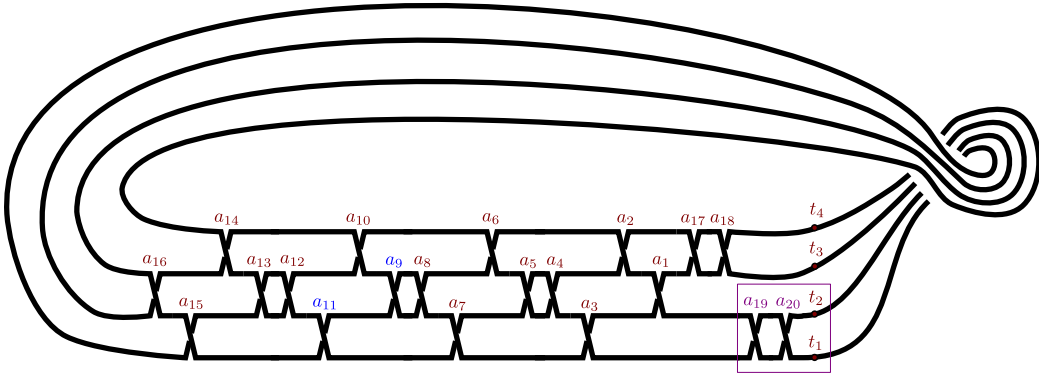 t₄
a₁₄ a₁₀ a₆ a₂ a₁₇ a₁₈
t₃
a₁₆ a₁₃ a₁₂ a₉ a₈ a₅ a₄ a₁
t₂
a₁₅ a₁₁ a₇ a₃ a₁₉ a₂₀
t₁